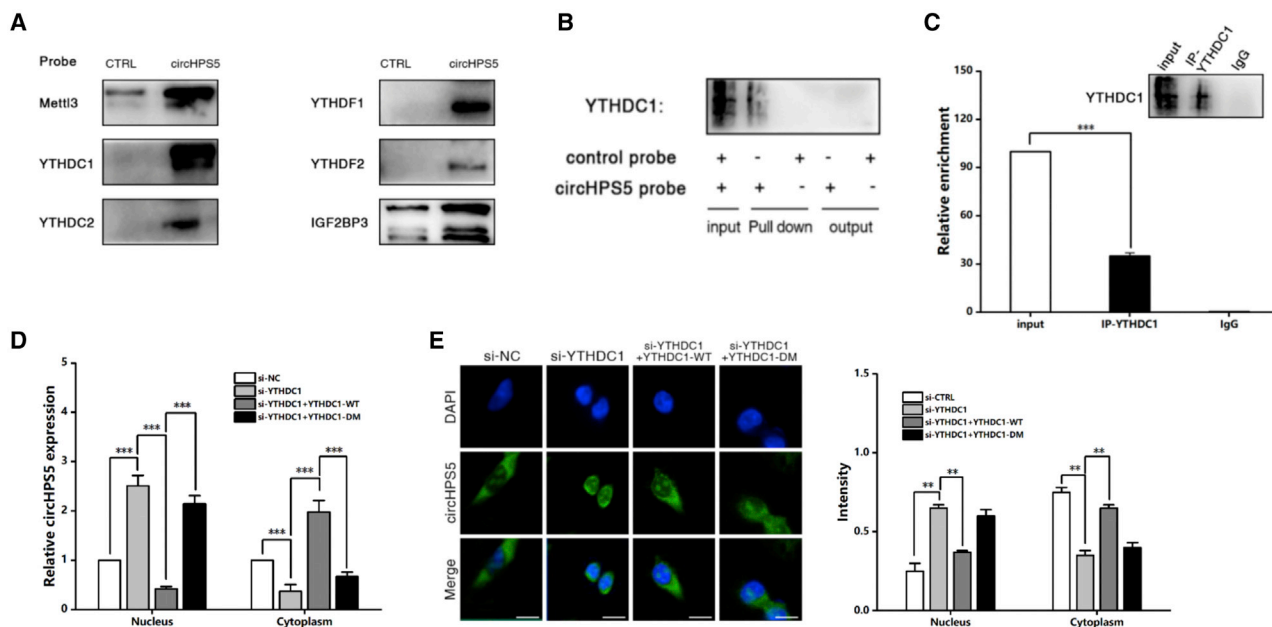 A
Probe
CTRL circHPS5
Mettl3
YTHDC1
YTHDC2
CTRL circHPS5
YTHDF1
YTHDF2
IGF2BP3
B
YTHDC1:
control probe + - + - +
circHPS5 probe + + - + -
input Pull down output
C
Relative enrichment
150
120
90
60
30
0
***
input
IP-YTHDC1
IgG
input
IP-
YTHDC1
IgG
YTHDC1
D
Relative circHPS5 expression
5
4
3
2
1
0
si-NC
si-YTHDC1
si-YTHDC1+YTHDC1-WT
si-YTHDC1+YTHDC1-DM
*** *** ***
*** *** ***
Nucleus Cytoplasm
E
si-NC
si-YTHDC1
si-YTHDC1
+YTHDC1-WT
si-YTHDC1
+YTHDC1-DM
DAPI
circHPS5
Merge
Intensity
1.5
1.0
0.5
0.0
si-CTRL
si-YTHDC1
si-YTHDC1+YTHDC1-WT
si-YTHDC1+YTHDC1-DM
** **
** **
Nucleus Cytoplasm